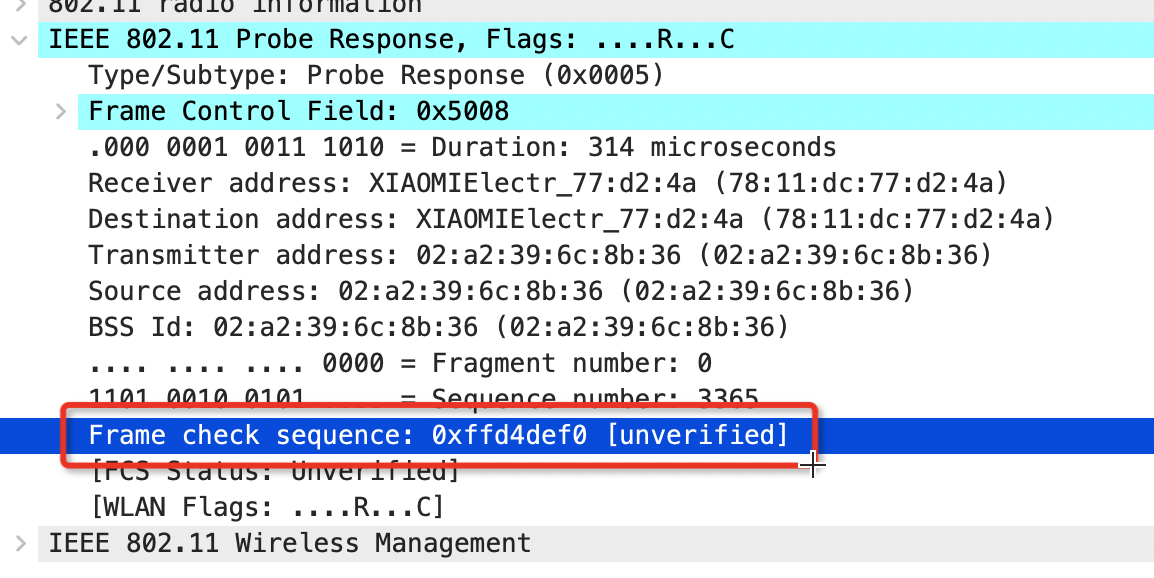 802.11 radio information
IEEE 802.11 Probe Response, Flags: ....R...C
Type/Subtype: Probe Response (0x0005)
Frame Control Field: 0x5008
.000 0001 0011 1010 = Duration: 314 microseconds
Receiver address: XIAOMIElectr_77:d2:4a (78:11:dc:77:d2:4a)
Destination address: XIAOMIElectr_77:d2:4a (78:11:dc:77:d2:4a)
Transmitter address: 02:a2:39:6c:8b:36 (02:a2:39:6c:8b:36)
Source address: 02:a2:39:6c:8b:36 (02:a2:39:6c:8b:36)
BSS Id: 02:a2:39:6c:8b:36 (02:a2:39:6c:8b:36)
.... .... .... 0000 = Fragment number: 0
1101 0010 0101 .... = Sequence number: 3365
Frame check sequence: 0xffd4def0 [unverified]
[FCS Status: Unverified]
[WLAN Flags: ....R...C]
IEEE 802.11 Wireless Management